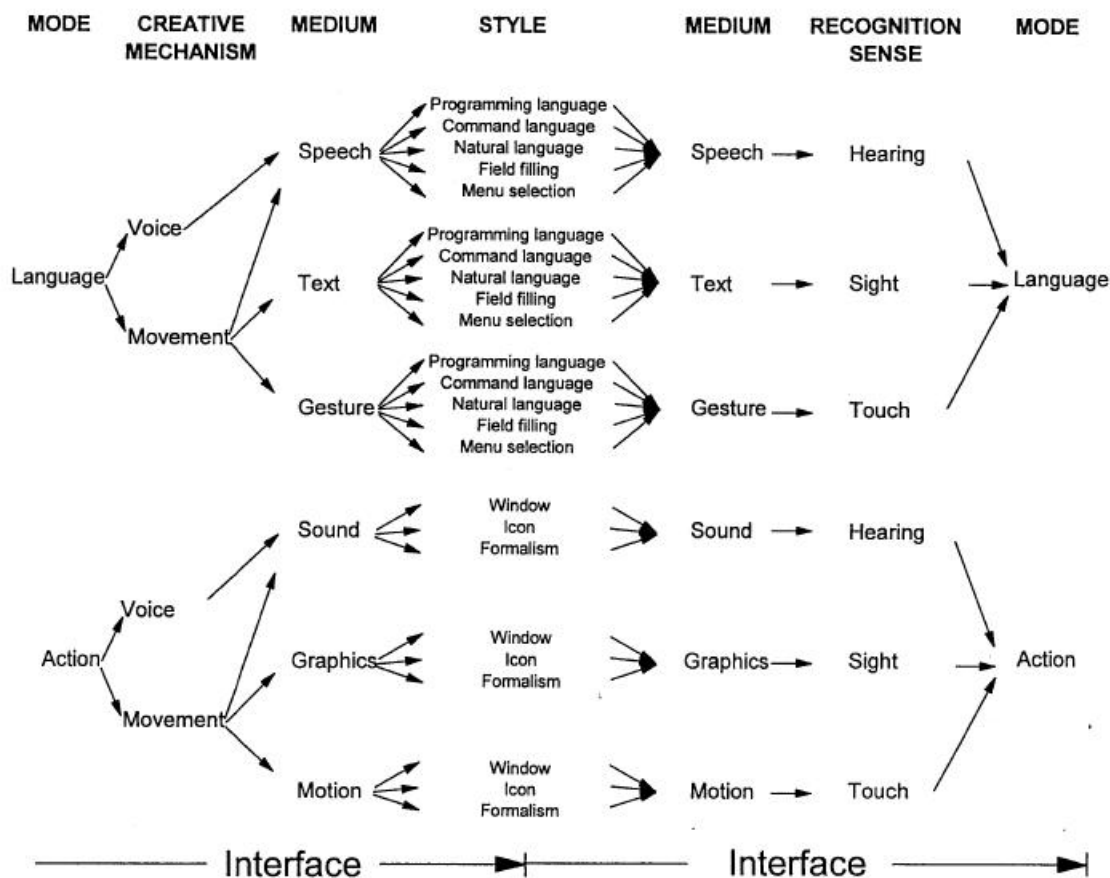 MODE CREATIVE MECHANISM MEDIUM STYLE MEDIUM RECOGNITION SENSE MODE
Programming language
Command language
Speech Natural language Speech Hearing
Field filling
Menu selection
Voice
Programming language
Command language
Language Text Natural language Text Sight Language
Field filling
Menu selection
Movement
Programming language
Command language
Gesture Natural language Gesture Touch
Field filling
Menu selection
Window
Sound Icon Sound Hearing
Formalism
Voice
Window
Action Graphics Icon Graphics Sight Action
Formalism
Movement
Window
Motion Icon Motion Touch
Formalism
Interface Interface